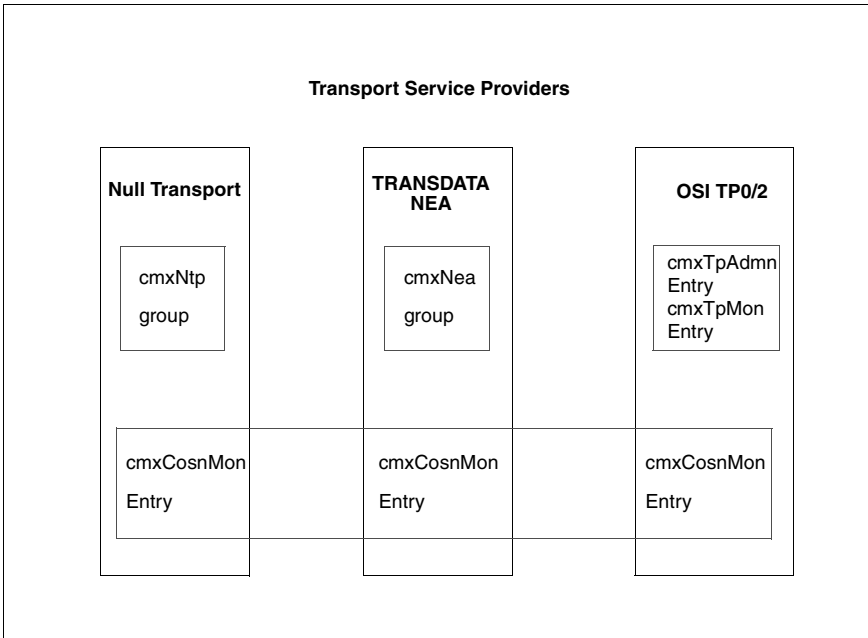 Transport Service Providers
Null Transport
TRANSDATA
NEA
OSI TP0/2
cmxNtp
group
cmxNea
group
cmxTpAdmn
Entry
cmxTpMon
Entry
cmxCosnMon
Entry
cmxCosnMon
Entry
cmxCosnMon
Entry